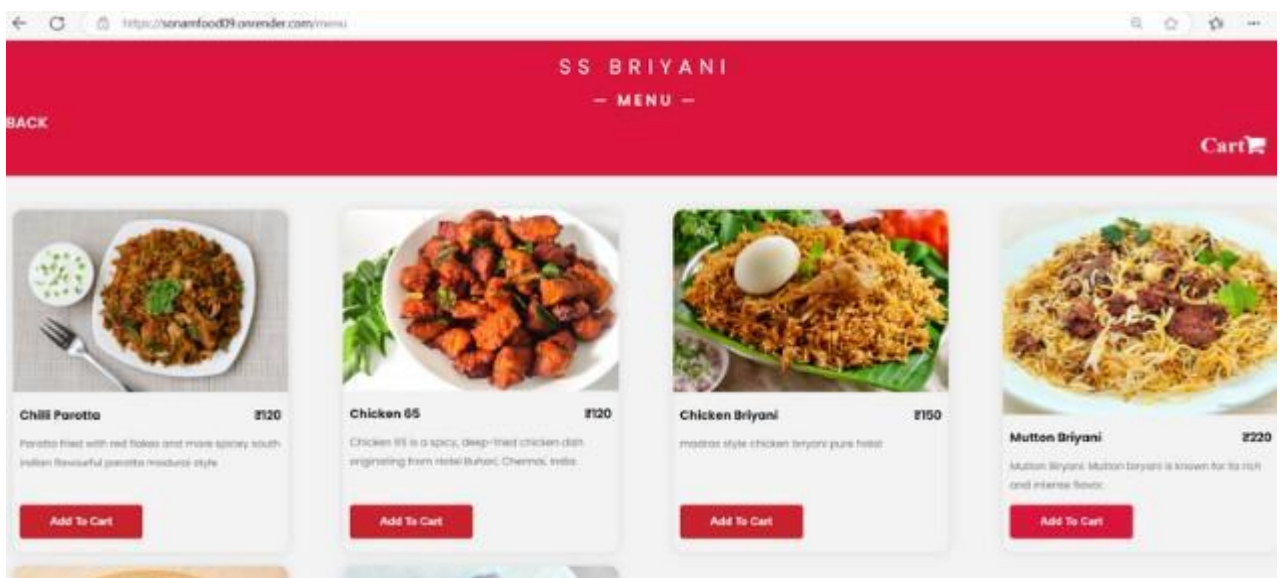 https://sonamfood09.onrender.com/menu
SS BRIYANI
— MENU —
BACK
Cart
Chilli Parotta ₹120
Parotta fried with red flakes and more spicey south
indian flavourful parotta madurai style
Add To Cart
Chicken 65 ₹120
Chicken 65 is a spicy, deep-fried chicken dish
originating from Hotel Buhari, Chennai, India.
Add To Cart
Chicken Briyani ₹150
madras style chicken briyani pure halal
Add To Cart
Mutton Briyani ₹220
Mutton Biryani. Mutton biryani is known for its rich
and intense flavor.
Add To Cart